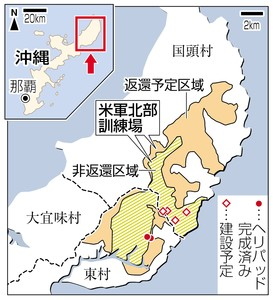 N
20km
沖縄
那覇
2km
国頭村
返還予定区域
米軍北部
訓練場
非返還区域
大宜味村
東村
ヘリパッド
完成済み
建設予定